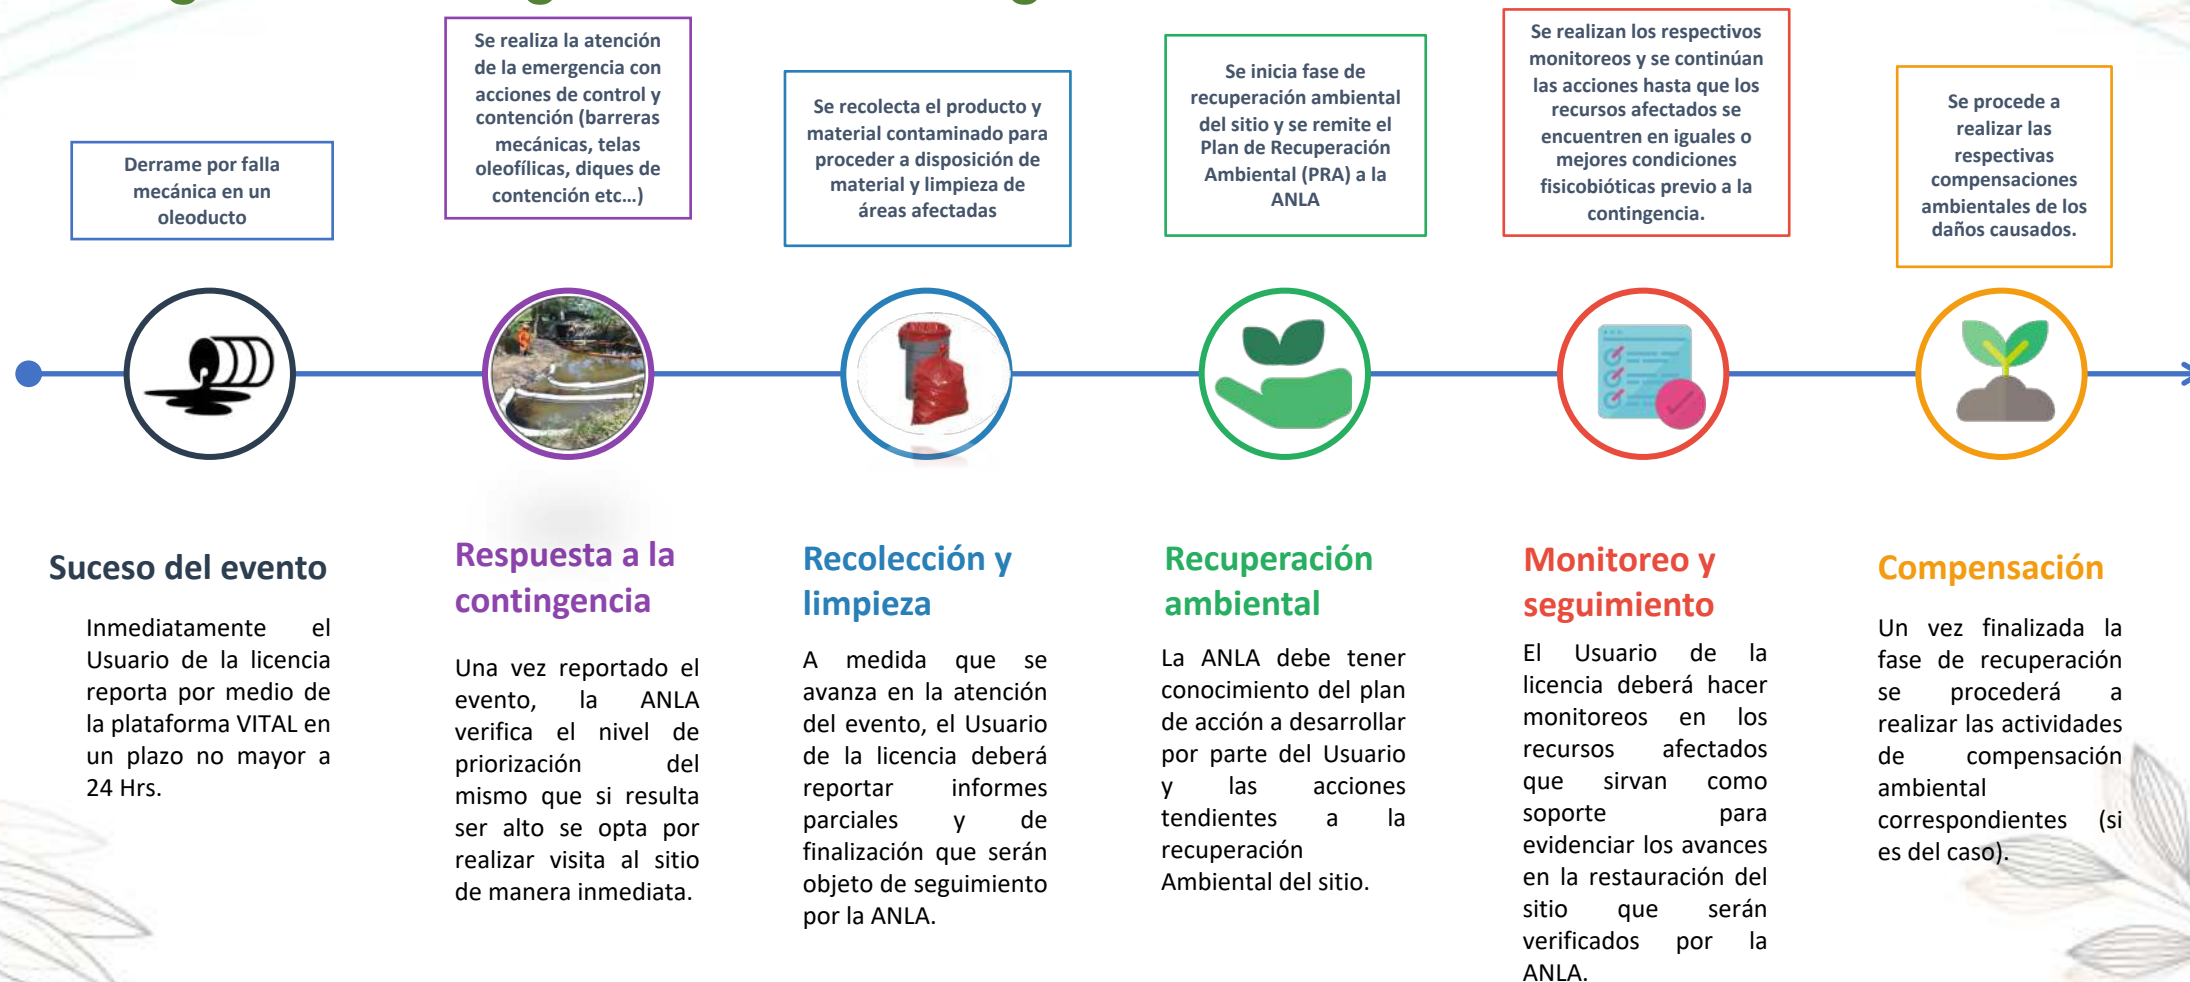 Derrame por falla
mecánica en un
oleoducto
Se realiza la atención
de la emergencia con
acciones de control y
contención (barreras
mecánicas, telas
oleofílicas, diques de
contención etc…)
Se recolecta el producto y
material contaminado para
proceder a disposición de
material y limpieza de
áreas afectadas
Se inicia fase de
recuperación ambiental
del sitio y se remite el
Plan de Recuperación
Ambiental (PRA) a la
ANLA
Se realizan los respectivos
monitoreos y se continúan
las acciones hasta que los
recursos afectados se
encuentren en iguales o
mejores condiciones
fisicobióticas previo a la
contingencia.
Se procede a
realizar las
respectivas
compensaciones
ambientales de los
daños causados.
Suceso del evento
Inmediatamente el
Usuario de la licencia
reporta por medio de
la plataforma VITAL en
un plazo no mayor a
24 Hrs.
Respuesta a la
contingencia
Una vez reportado el
evento, la ANLA
verifica el nivel de
priorización del
mismo que si resulta
ser alto se opta por
realizar visita al sitio
de manera inmediata.
Recolección y
limpieza
A medida que se
avanza en la atención
del evento, el Usuario
de la licencia deberá
reportar informes
parciales y de
finalización que serán
objeto de seguimiento
por la ANLA.
Recuperación
ambiental
La ANLA debe tener
conocimiento del plan
de acción a desarrollar
por parte del Usuario
y las acciones
tendientes a la
recuperación
Ambiental del sitio.
Monitoreo y
seguimiento
El Usuario de la
licencia deberá hacer
monitoreos en los
recursos afectados
que sirvan como
soporte para
evidenciar los avances
en la restauración del
sitio que serán
verificados por la
ANLA.
Compensación
Un vez finalizada la
fase de recuperación
se procederá a
realizar las actividades
de compensación
ambiental
correspondientes (si
es del caso).